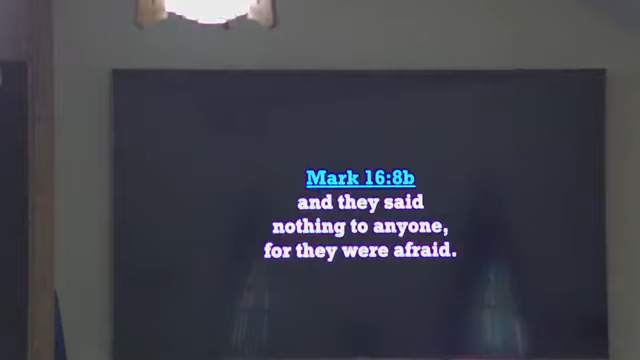 Mark 16:8b
and they said
nothing to anyone,
for they were afraid.